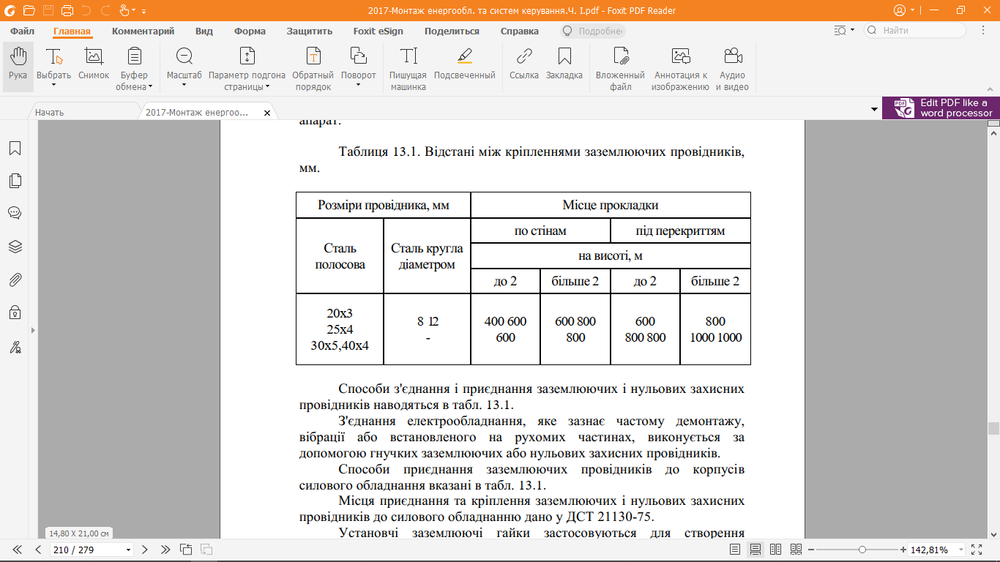 2017-Монтаж енергообл. та систем керування.Ч. I.pdf - Foxit PDF Reader
Файл Главная Комментарий Вид Форма Защитить Foxit eSign Поделиться Справка Подробнее Найти
Рука Выбрать Снимок Буфер обмена Масштаб Параметр подгона страницы Обратный порядок Поворот Пишущая машинка Подсвеченный Ссылка Закладка Вложенный файл Аннотация к изображению Аудио и видео
Начать 2017-Монтаж енергоо...
Edit PDF like a
word processor
апарат.
Таблиця 13.1. Відстані між кріпленнями заземлюючих провідників,
мм.
Розміри провідника, мм Місце прокладки
Сталь
полосова
Сталь кругла
діаметром
по стінам під перекриттям
на висоті, м
до 2 більше 2 до 2 більше 2
20х3
25х4
30х5,40х4
8 12
-
400 600
600
600 800
800
600
800 800
800
1000 1000
Способи з'єднання і приєднання заземлюючих і нульових захисних
провідників наводяться в табл. 13.1.
З'єднання електрообладнання, яке зазнає частому демонтажу,
вібрації або встановленого на рухомих частинах, виконується за
допомогою гнучких заземлюючих або нульових захисних провідників.
Способи приєднання заземлюючих провідників до корпусів
силового обладнання вказані в табл. 13.1.
Місця приєднання та кріплення заземлюючих і нульових захисних
провідників до силового обладнанню дано у ДСТ 21130-75.
Установчі заземлюючі гайки застосовуються для створення
14,80 X 21,00 см
210 / 279 142,81%